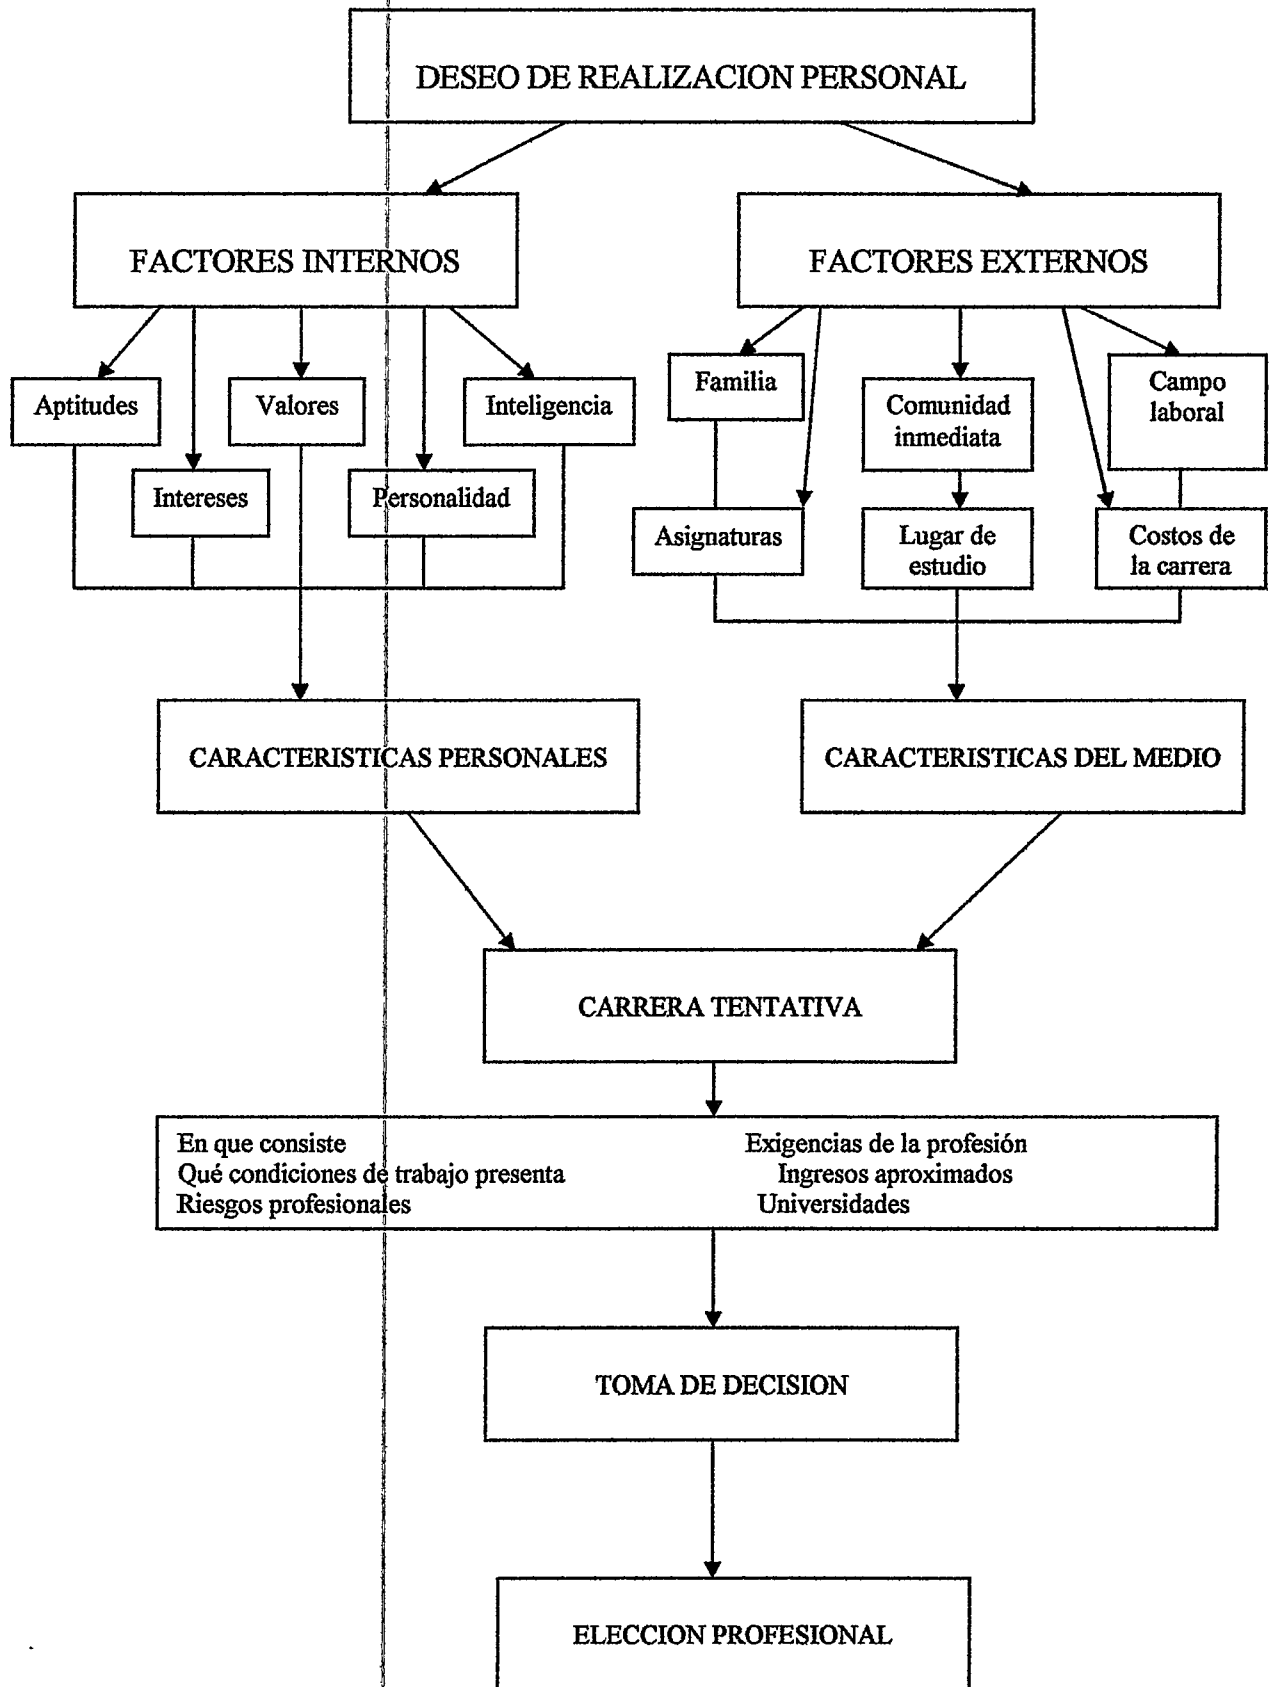 DESEO DE REALIZACION PERSONAL
FACTORES INTERNOS
FACTORES EXTERNOS
Aptitudes
Valores
Inteligencia
Intereses
Personalidad
Familia
Comunidad
inmediata
Campo
laboral
Asignaturas
Lugar de
estudio
Costos de
la carrera
CARACTERISTICAS PERSONALES
CARACTERISTICAS DEL MEDIO
CARRERA TENTATIVA
En que consiste
Exigencias de la profesión
Qué condiciones de trabajo presenta
Ingresos aproximados
Riesgos profesionales
Universidades
TOMA DE DECISION
ELECCION PROFESIONAL